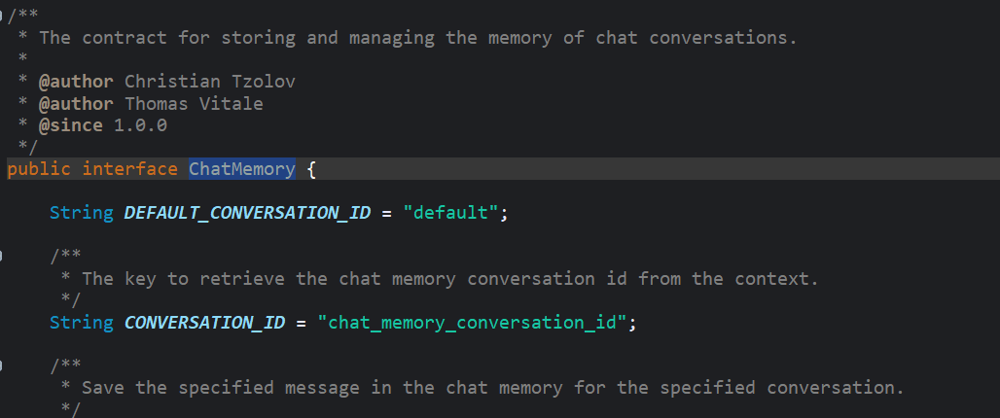 /**
* The contract for storing and managing the memory of chat conversations.
*
* @author Christian Tzolov
* @author Thomas Vitale
* @since 1.0.0
*/
public interface ChatMemory {
String DEFAULT_CONVERSATION_ID = "default";
/**
* The key to retrieve the chat memory conversation id from the context.
*/
String CONVERSATION_ID = "chat_memory_conversation_id";
/**
* Save the specified message in the chat memory for the specified conversation.
*/